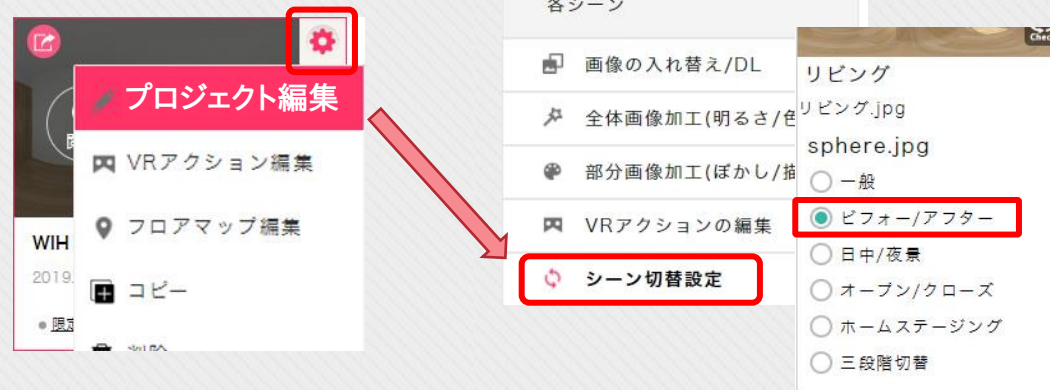 プロジェクト編集
VRアクション編集
フロアマップ編集
コピー
削除
WIH
2019.
限定
各シーン
画像の入れ替え/DL
全体画像加工(明るさ/色
部分画像加工(ぼかし/描
VRアクションの編集
シーン切替設定
リビング
リビング.jpg
sphere.jpg
一般
ビフォー/アフター
日中/夜景
オープン/クローズ
ホームステージング
三段階切替